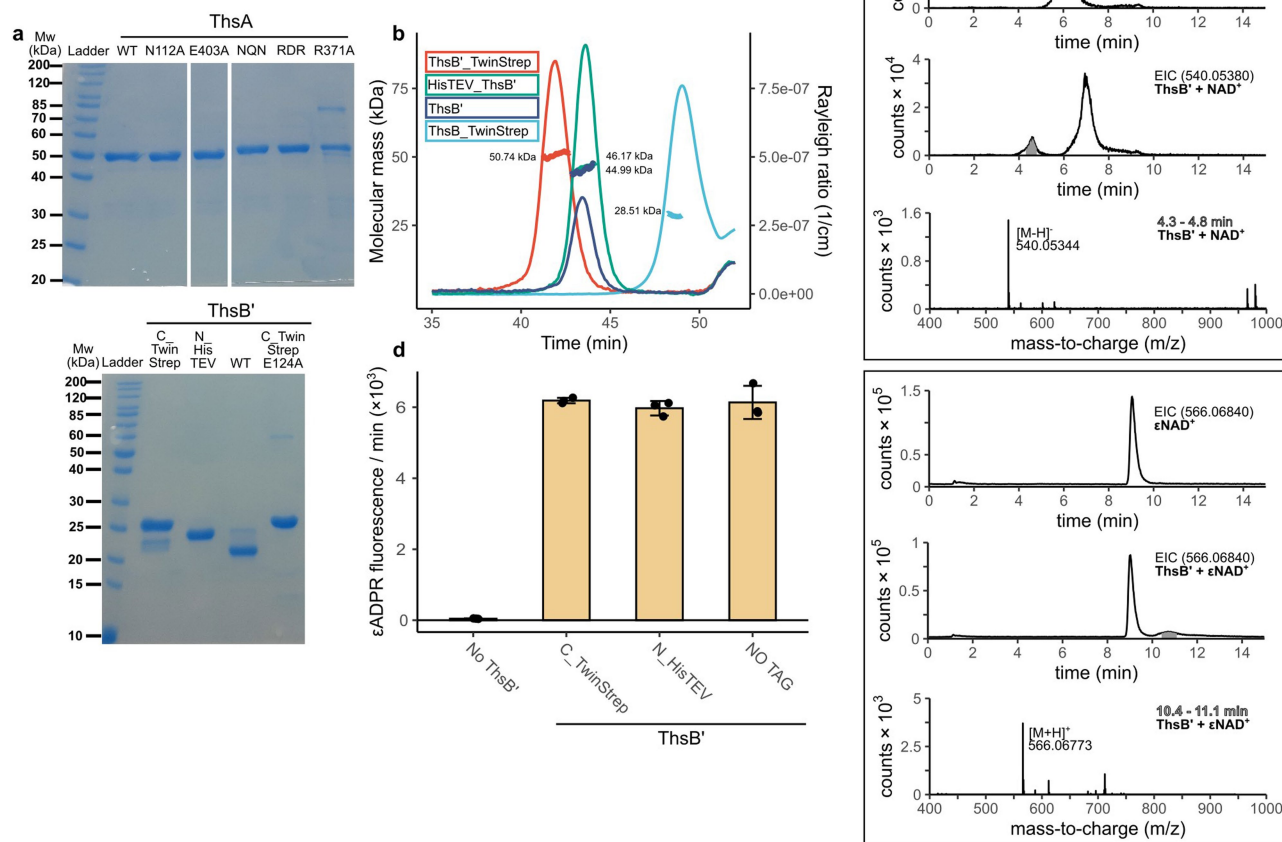 a
ThsA
Mw
(kDa) Ladder WT N112A E403A NQN RDR R371A
200
120
85
70
60
50
40
30
25
20
ThsB'
Mw
(kDa) Ladder
C_
Twin
Strep
N_
His
TEV
WT
C_Twin
Strep
E124A
200
120
85
60
50
40
30
25
20
15
10
b
ThsB'_TwinStrep
HisTEV_ThsB'
ThsB'
ThsB_TwinStrep
Molecular mass (kDa)
75
50
25
50.74 kDa
46.17 kDa
44.99 kDa
28.51 kDa
7.5e-07
5.0e-07
2.5e-07
0.0e+00
Rayleigh ratio (1/cm)
35 40 45 50
Time (min)
d
εADPR fluorescence / min (×10³)
6
4
2
0
No ThsB'
C_TwinStrep
N_HisTEV
NO TAG
ThsB'
0
0 2 4 6 8 10 12 14
time (min)
counts × 10⁴
4
2
0
EIC (540.05380)
ThsB' + NAD⁺
0 2 4 6 8 10 12 14
time (min)
counts × 10³
1.6
0.8
0
[M-H]⁻
540.05344
4.3 - 4.8 min
ThsB' + NAD⁺
400 500 600 700 800 900 1000
mass-to-charge (m/z)
counts × 10⁵
1.5
0.5
0
EIC (566.06840)
εNAD⁺
0 2 4 6 8 10 12 14
time (min)
counts × 10⁵
1
0.5
0
EIC (566.06840)
ThsB' + εNAD⁺
0 2 4 6 8 10 12 14
time (min)
counts × 10³
5
2.5
0
[M+H]⁺
566.06773
10.4 - 11.1 min
ThsB' + εNAD⁺
400 500 600 700 800 900 1000
mass-to-charge (m/z)